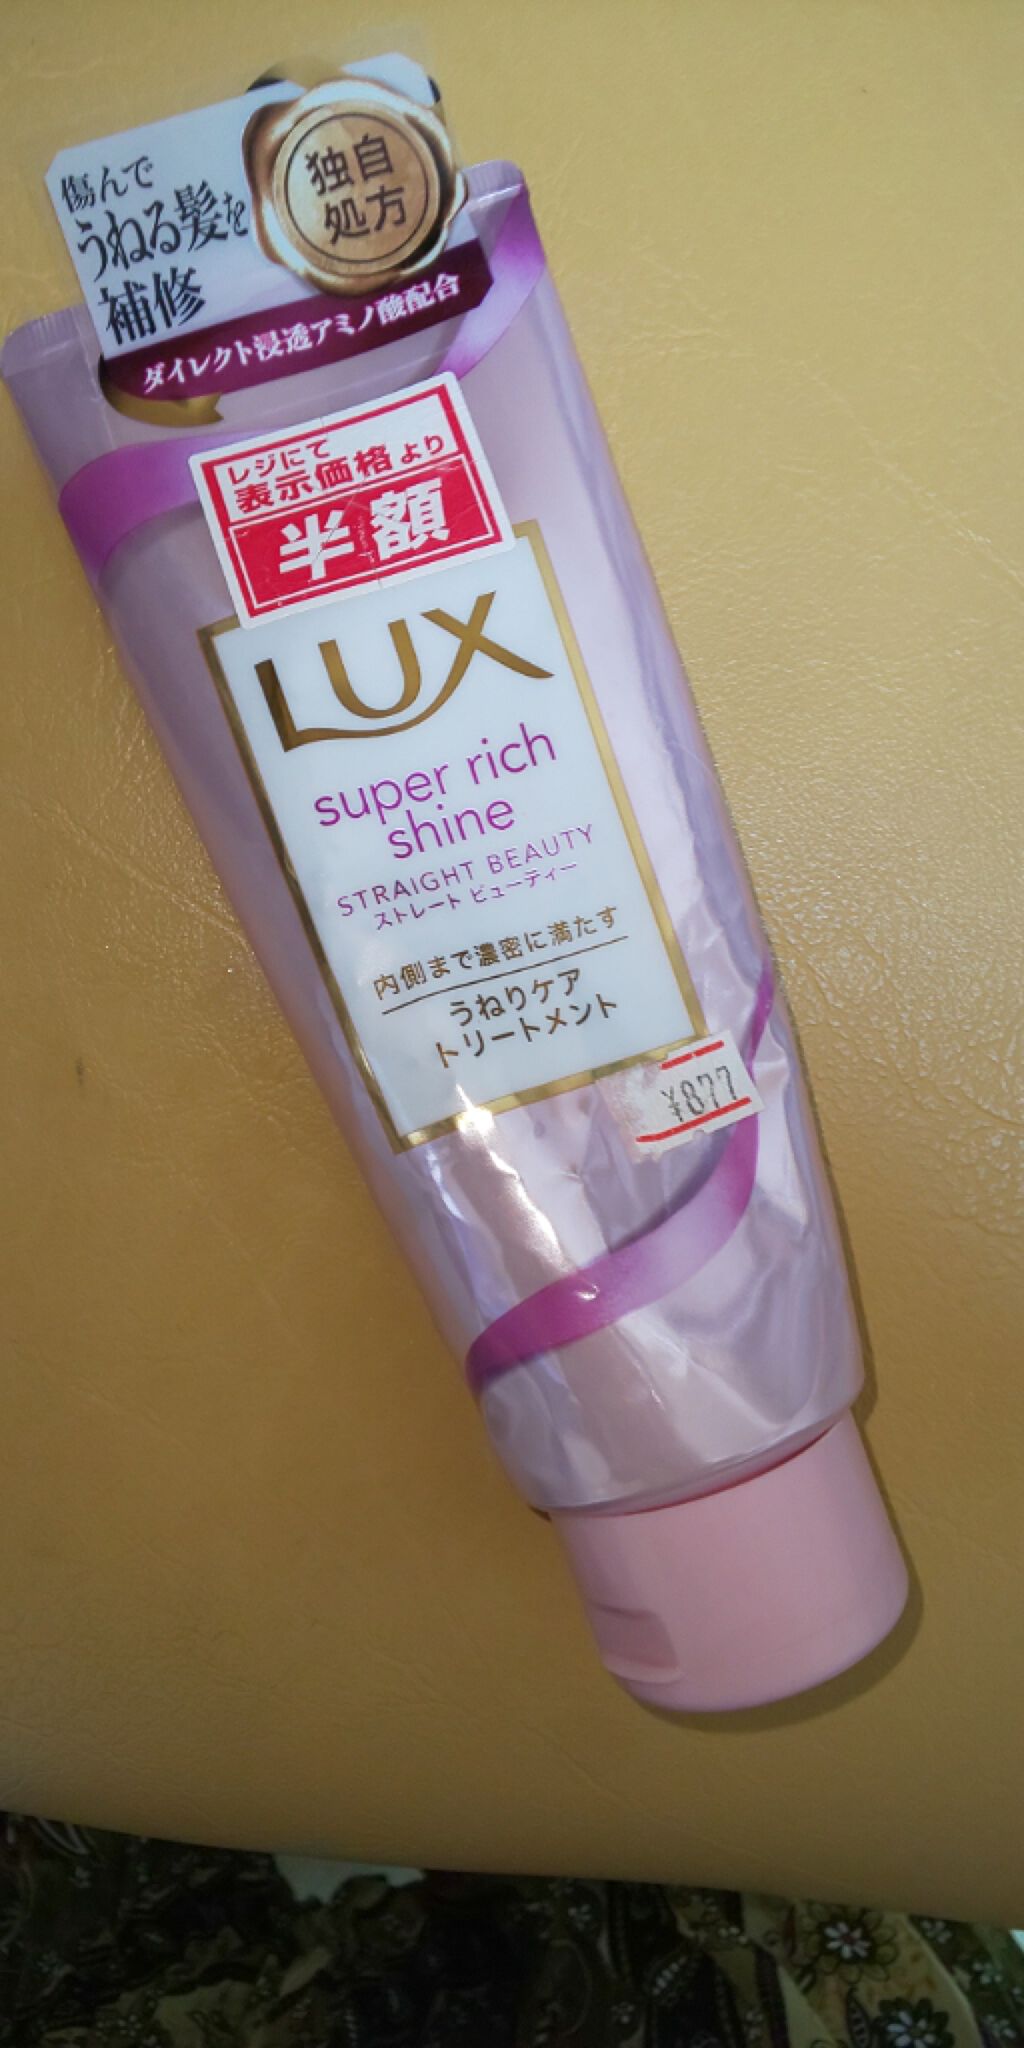 傷んで
うねる髪を
補修
独自
処方
ダイレクト浸透アミノ酸配合
レジにて
表示価格より
半額
LUX
super rich
shine
STRAIGHT BEAUTY
ストレート ビューティー
内側まで濃密に満たす
うねりケア
トリートメント
¥877